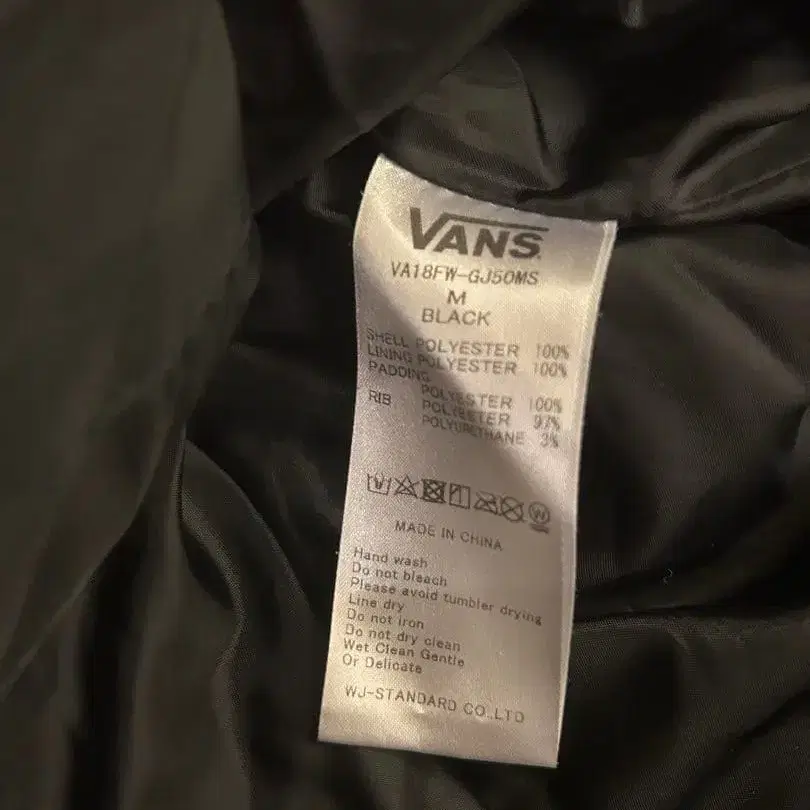 VANS
VA18FW-GJ50MS
M
BLACK
SHELL POLYESTER 100%
LINING POLYESTER 100%
PADDING
POLYESTER 100%
RIB POLYESTER 97%
POLYURETHANE 3%
W
MADE IN CHINA
Hand wash
Do not bleach
Please avoid tumbler drying
Line dry
Do not iron
Do not dry clean
Wet Clean Gentle
Or Delicate
WJ-STANDARD CO.,LTD